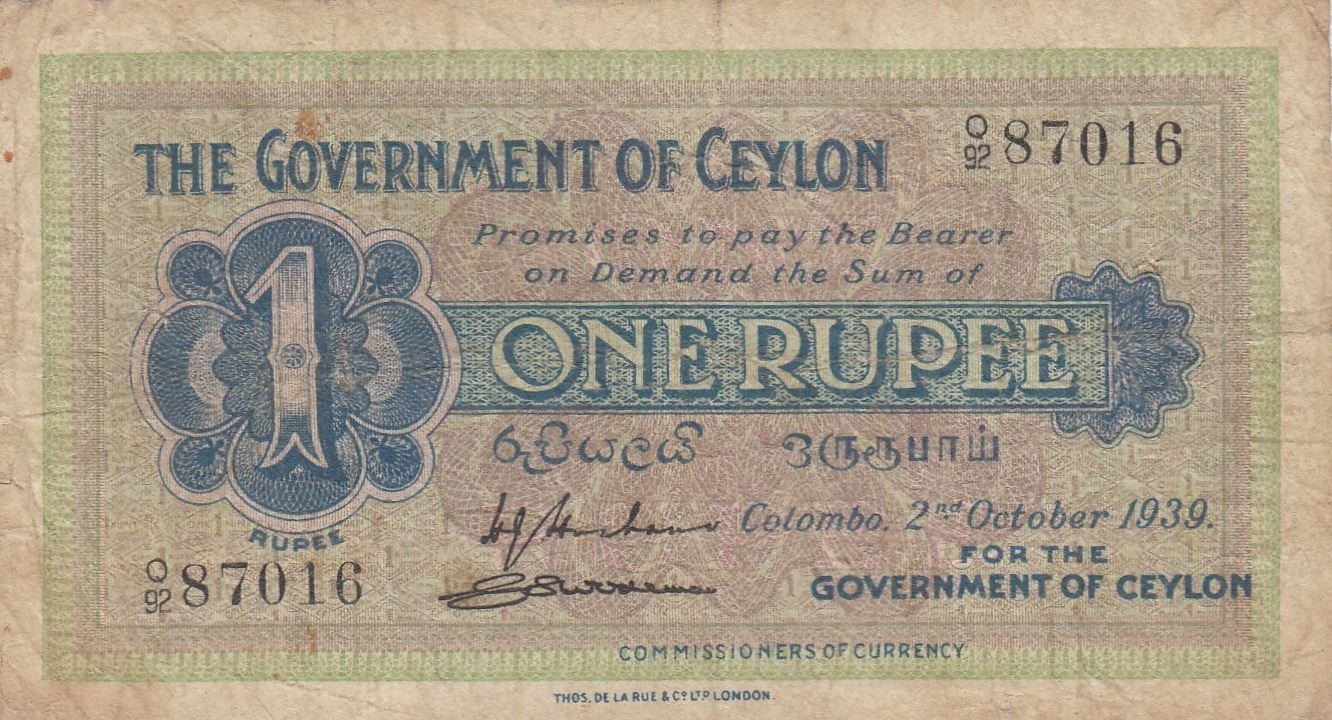 THE GOVERNMENT OF CEYLON
O/92 87016
Promises to pay the Bearer
on Demand the Sum of
1
ONE RUPEE
රුපියලයි ஒருரூபாய்
RUPEE
Colombo. 2nd October 1939.
FOR THE
GOVERNMENT OF CEYLON
O/92 87016
COMMISSIONERS OF CURRENCY
THOS. DE LA RUE & CO LTD LONDON.